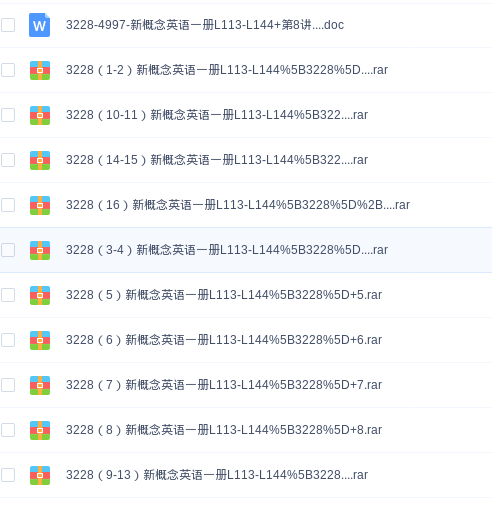 W
3228-4997-新概念英语一册L113-L144+第8讲....doc
3228（1-2）新概念英语一册L113-L144%5B3228%5D....rar
3228（10-11）新概念英语一册L113-L144%5B322....rar
3228（14-15）新概念英语一册L113-L144%5B322....rar
3228（16）新概念英语一册L113-L144%5B3228%5D%2B....rar
3228（3-4）新概念英语一册L113-L144%5B3228%5D....rar
3228（5）新概念英语一册L113-L144%5B3228%5D+5.rar
3228（6）新概念英语一册L113-L144%5B3228%5D+6.rar
3228（7）新概念英语一册L113-L144%5B3228%5D+7.rar
3228（8）新概念英语一册L113-L144%5B3228%5D+8.rar
3228（9-13）新概念英语一册L113-L144%5B3228....rar